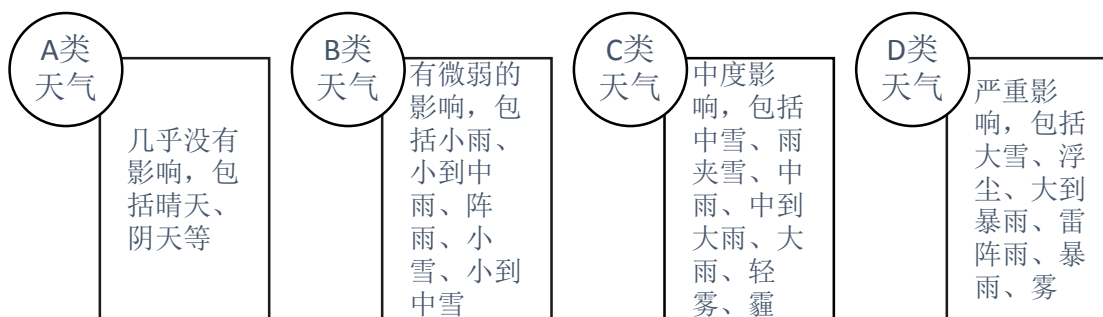 A类
天气
几乎没有
影响，包
括晴天、
阴天等
B类
天气
有微弱的
影响，包
括小雨、
小到中
雨、阵
雨、小
雪、小到
中雪
C类
天气
中度影
响，包括
中雪、雨
夹雪、中
雨、中到
大雨、大
雨、轻
雾、霾
D类
天气
严重影
响，包括
大雪、浮
尘、大到
暴雨、雷
阵雨、暴
雨、雾